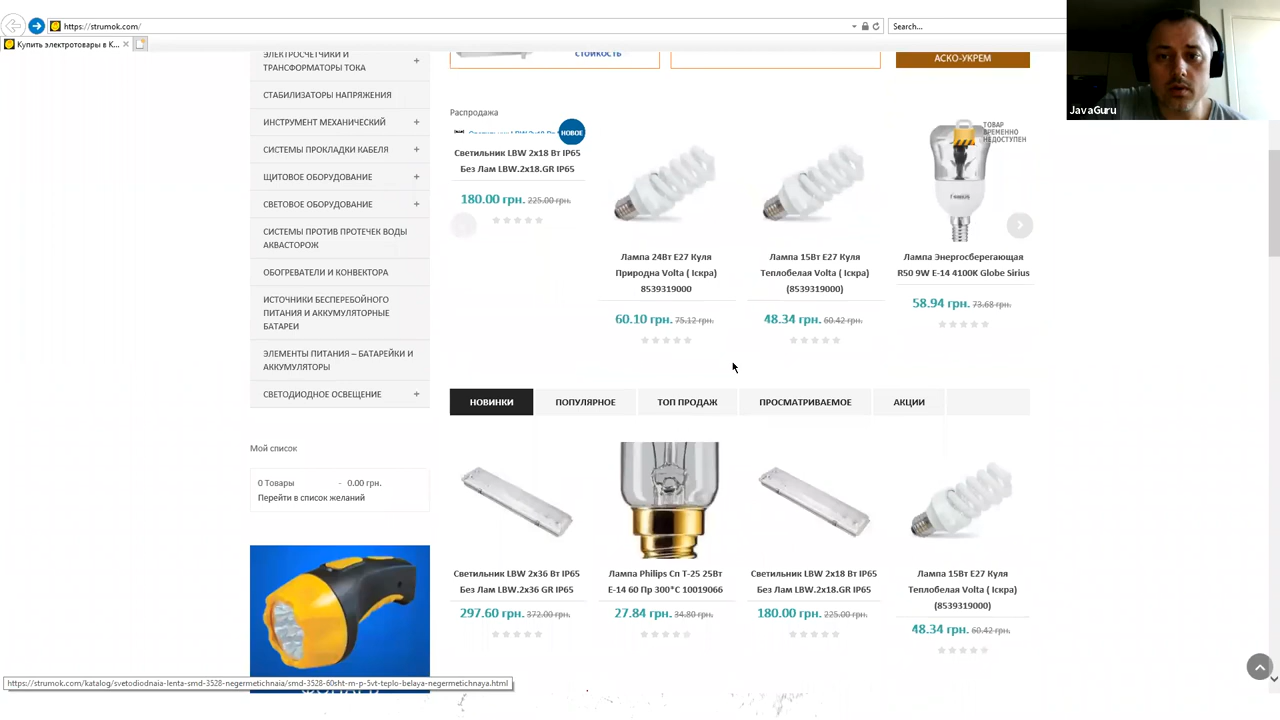 https://strumok.com/
Search...
Купить электротовары в К...
JavaGuru
ЭЛЕКТРОСЧЕТЧИКИ И
ТРАНСФОРМАТОРЫ ТОКА
СТАБИЛИЗАТОРЫ НАПРЯЖЕНИЯ
ИНСТРУМЕНТ МЕХАНИЧЕСКИЙ
СИСТЕМЫ ПРОКЛАДКИ КАБЕЛЯ
ЩИТОВОЕ ОБОРУДОВАНИЕ
СВЕТОВОЕ ОБОРУДОВАНИЕ
СИСТЕМЫ ПРОТИВ ПРОТЕЧЕК ВОДЫ
АКВАСТОРОЖ
ОБОГРЕВАТЕЛИ И КОНВЕКТОРА
ИСТОЧНИКИ БЕСПЕРЕБОЙНОГО
ПИТАНИЯ И АККУМУЛЯТОРНЫЕ
БАТАРЕИ
ЭЛЕМЕНТЫ ПИТАНИЯ – БАТАРЕЙКИ И
АККУМУЛЯТОРЫ
СВЕТОДИОДНОЕ ОСВЕЩЕНИЕ
Мой список
0 Товары - 0.00 грн.
Перейти в список желаний
СТОЙКОСТЬ
АСКО-УКРЕМ
Распродажа
НОВОЕ
Светильник LBW 2х18 Вт IP65
Без Лам LBW.2x18.GR IP65
180.00 грн. 225.00 грн.
Лампа 24Вт Е27 Куля
Природна Volta ( Іскра)
8539319000
60.10 грн. 75.12 грн.
Лампа 15Вт Е27 Куля
Теплобелая Volta ( Іскра)
(8539319000)
48.34 грн. 60.42 грн.
ТОВАР
ВРЕМЕННО
НЕДОСТУПЕН
Лампа Энергосберегающая
R50 9W E-14 4100K Globe Sirius
58.94 грн. 73.68 грн.
НОВИНКИ
ПОПУЛЯРНОЕ
ТОП ПРОДАЖ
ПРОСМАТРИВАЕМОЕ
АКЦИИ
Светильник LBW 2х36 Вт IP65
Без Лам LBW.2x36 GR IP65
297.60 грн. 372.00 грн.
Лампа Philips Сп Т-25 25Вт
Е-14 60 Пр 300°С 10019066
27.84 грн. 34.80 грн.
Светильник LBW 2х18 Вт IP65
Без Лам LBW.2x18.GR IP65
180.00 грн. 225.00 грн.
Лампа 15Вт Е27 Куля
Теплобелая Volta ( Іскра)
(8539319000)
48.34 грн. 60.42 грн.
https://strumok.com/katalog/svetodiodnaia-lenta-smd-3528-negermetichnaia/smd-3528-60sht-m-p-5vt-teplo-belaya-negermetichnaya.html